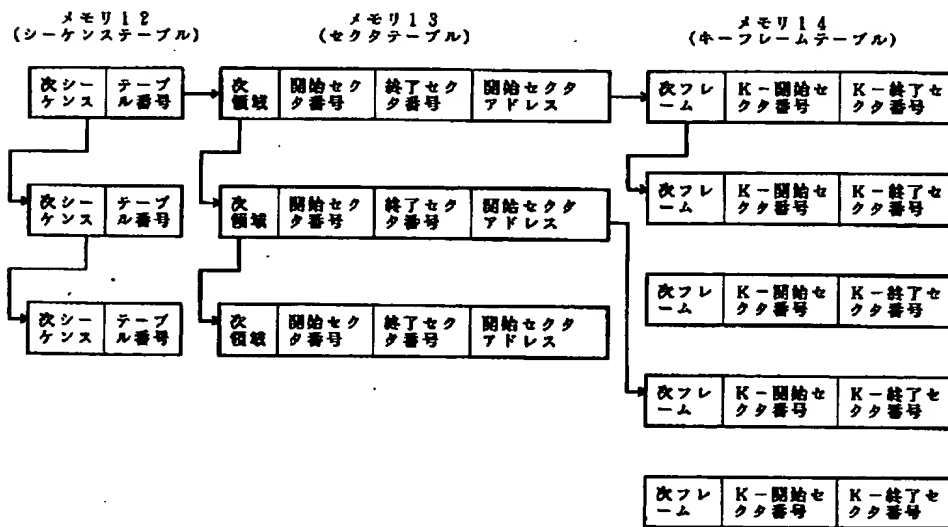 メモリ12
(シーケンステーブル)
メモリ13
(セクタテーブル)
メモリ14
(キーフレームテーブル)
次シー
ケンス
テーブ
ル番号
次
領域
開始セク
タ番号
終了セク
タ番号
開始セクタ
アドレス
次フレ
ーム
K-開始セ
クタ番号
K-終了セ
クタ番号
次シー
ケンス
テーブ
ル番号
次
領域
開始セク
タ番号
終了セク
タ番号
開始セクタ
アドレス
次フレ
ーム
K-開始セ
クタ番号
K-終了セ
クタ番号
次フレ
ーム
K-開始セ
クタ番号
K-終了セ
クタ番号
次シー
ケンス
テーブ
ル番号
次
領域
開始セク
タ番号
終了セク
タ番号
開始セクタ
アドレス
次フレ
ーム
K-開始セ
クタ番号
K-終了セ
クタ番号
次フレ
ーム
K-開始セ
クタ番号
K-終了セ
クタ番号